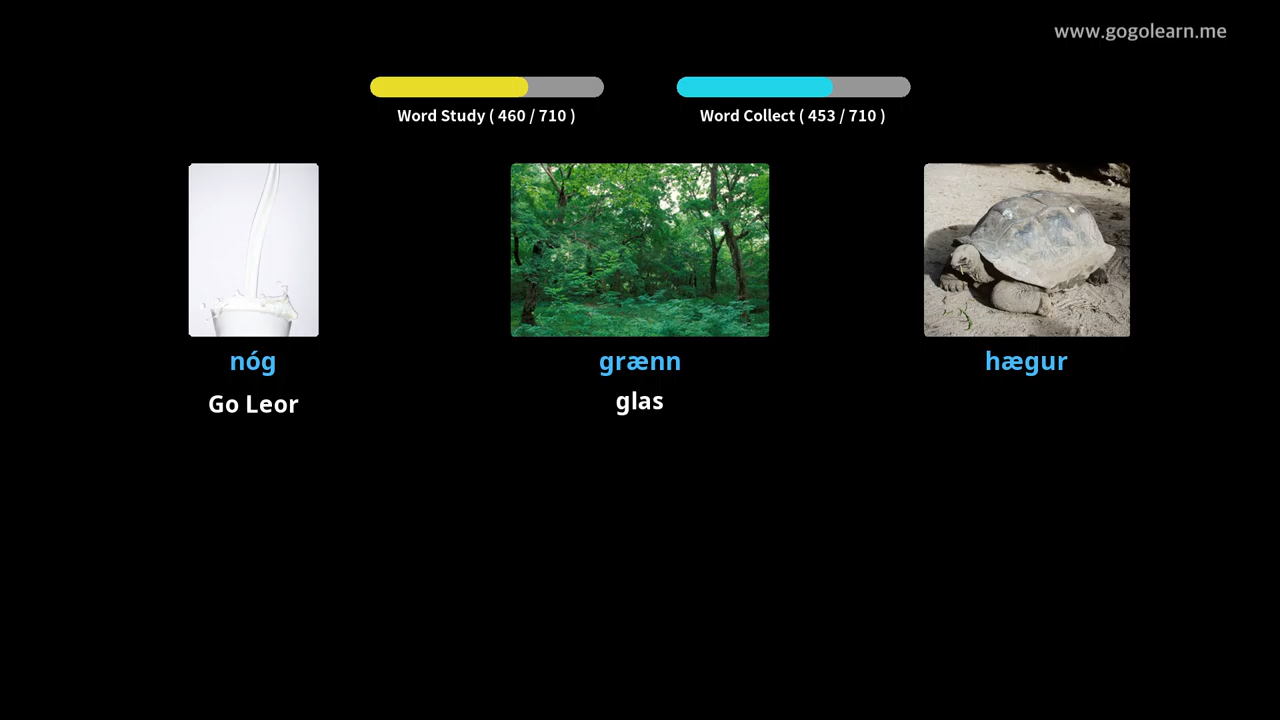 www.gogolearn.me
Word Study ( 460 / 710 )
Word Collect ( 453 / 710 )
nóg
grænn
hægur
Go Leor
glas